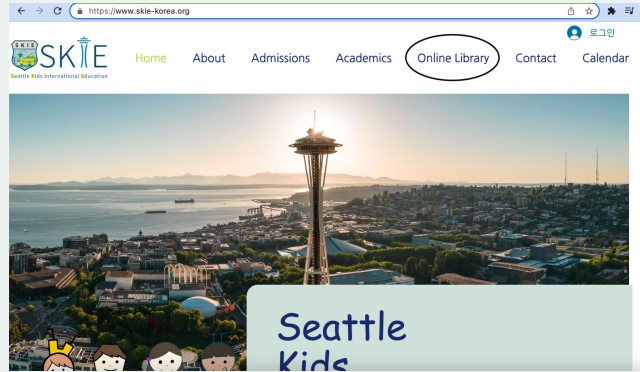 https://www.skie-korea.org
로그인
SKIE
SKIE
Seattle Kids International Education
Home About Admissions Academics Online Library Contact Calendar
Seattle
Kids